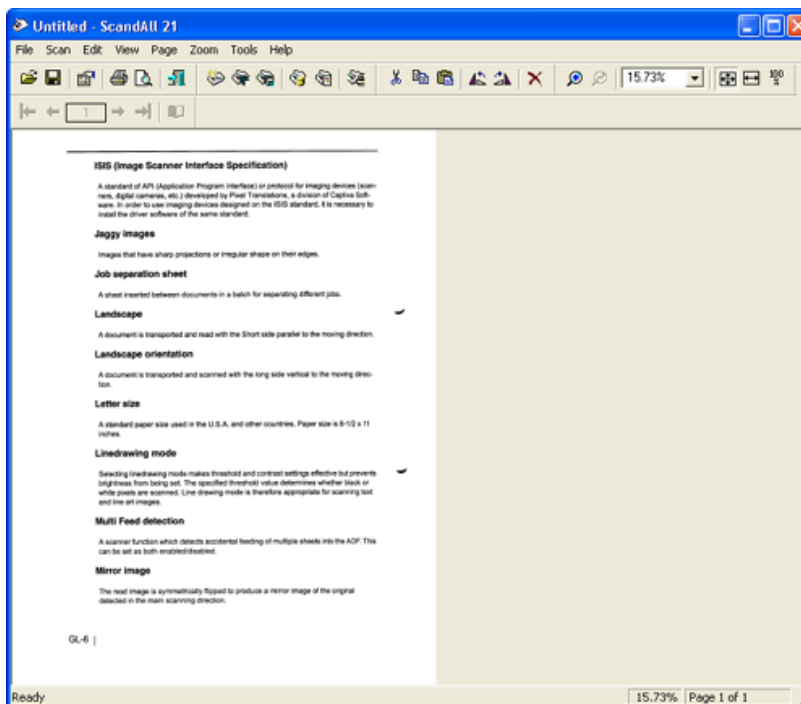 Untitled - ScandAll 21
File Scan Edit View Page Zoom Tools Help
15.73%
100
%
1
ISIS (Image Scanner Interface Specification)
A standard of API (Application Program Interface) or protocol for imaging devices (scan-
ners, digital cameras, etc.) developed by Pixel Translations, a division of Captiva Soft-
ware. In order to use imaging devices designed on the ISIS standard, it is necessary to
install the driver software of the same standard.
Jaggy images
Images that have sharp projections or irregular shape on their edges.
Job separation sheet
A sheet inserted between documents in a batch for separating different jobs.
Landscape
A document is transported and read with the Short side parallel to the moving direction.
Landscape orientation
A document is transported and scanned with the long side vertical to the moving direc-
tion.
Letter size
A standard paper size used in the U.S.A. and other countries. Paper size is 8-1/2 x 11
inches.
Linedrawing mode
Selecting linedrawing mode makes threshold and contrast settings effective but prevents
brightness from being set. The specified threshold value determines whether black or
white pixels are scanned. Line drawing mode is therefore appropriate for scanning text
and line art images.
Multi Feed detection
A scanner function which detects accidental feeding of multiple sheets into the ADF. This
can be set as both enabled/disabled.
Mirror image
The read image is symmetrically flipped to produce a mirror image of the original
detected in the main scanning direction.
GL-6 |
Ready
15.73% Page 1 of 1